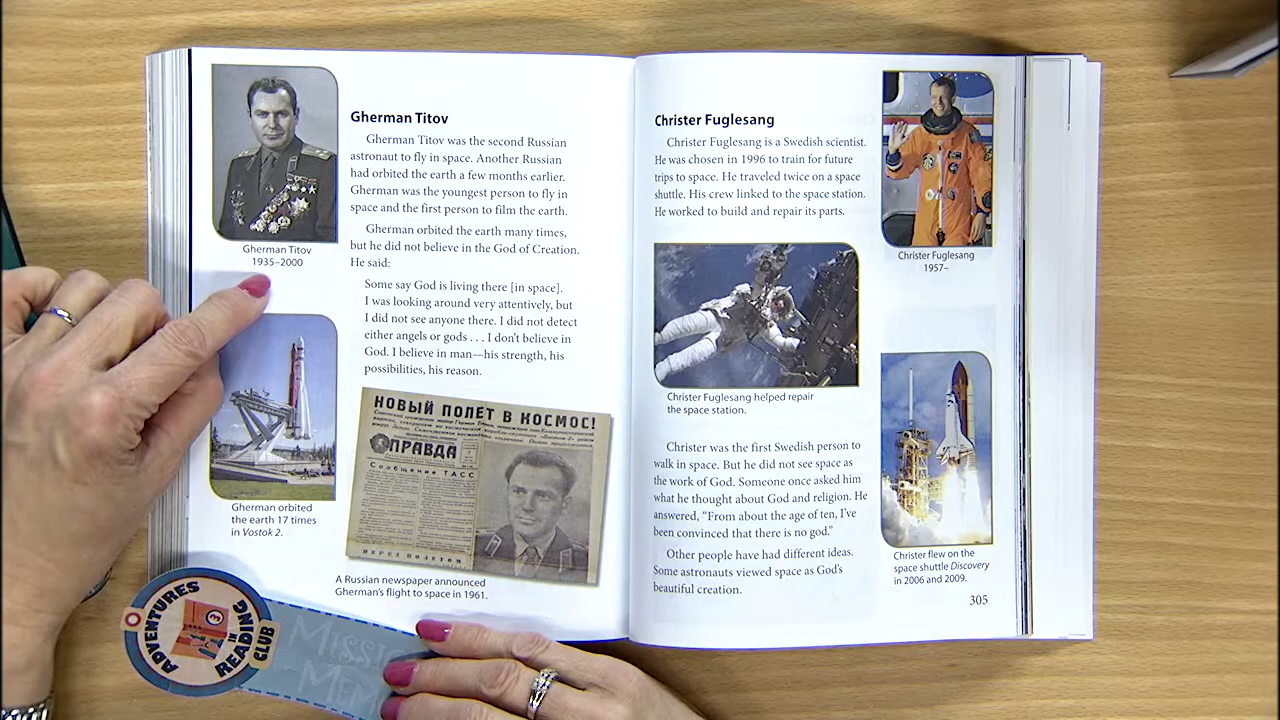 Gherman Titov
1935–2000
Gherman orbited
the earth 17 times
in Vostok 2.
Gherman Titov
Gherman Titov was the second Russian
astronaut to fly in space. Another Russian
had orbited the earth a few months earlier.
Gherman was the youngest person to fly in
space and the first person to film the earth.
Gherman orbited the earth many times,
but he did not believe in the God of Creation.
He said:
Some say God is living there [in space].
I was looking around very attentively, but
I did not see anyone there. I did not detect
either angels or gods . . . I don't believe in
God. I believe in man—his strength, his
possibilities, his reason.
НОВЫЙ ПОЛЕТ В КОСМОС!
ПРАВДА
Сообщение ТАСС
ПЕРЕД ПОЛЕТОМ
A Russian newspaper announced
Gherman's flight to space in 1961.
ADVENTURES
IN
READING
CLUB
3
Christer Fuglesang
Christer Fuglesang is a Swedish scientist.
He was chosen in 1996 to train for future
trips to space. He traveled twice on a space
shuttle. His crew linked to the space station.
He worked to build and repair its parts.
Christer Fuglesang
1957–
Christer Fuglesang helped repair
the space station.
Christer was the first Swedish person to
walk in space. But he did not see space as
the work of God. Someone once asked him
what he thought about God and religion. He
answered, “From about the age of ten, I've
been convinced that there is no god.”
Other people have had different ideas.
Some astronauts viewed space as God's
beautiful creation.
Christer flew on the
space shuttle Discovery
in 2006 and 2009.
305